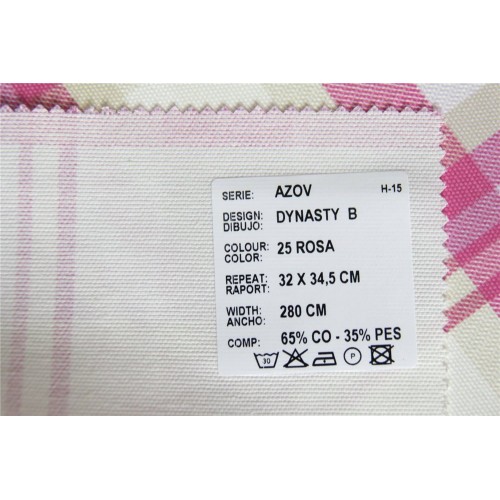 SERIE: AZOV H-15
DESIGN: DYNASTY B
DIBUJO:
COLOUR: 25 ROSA
COLOR:
REPEAT: 32 X 34,5 CM
RAPORT:
WIDTH: 280 CM
ANCHO:
COMP: 65% CO - 35% PES
30 P